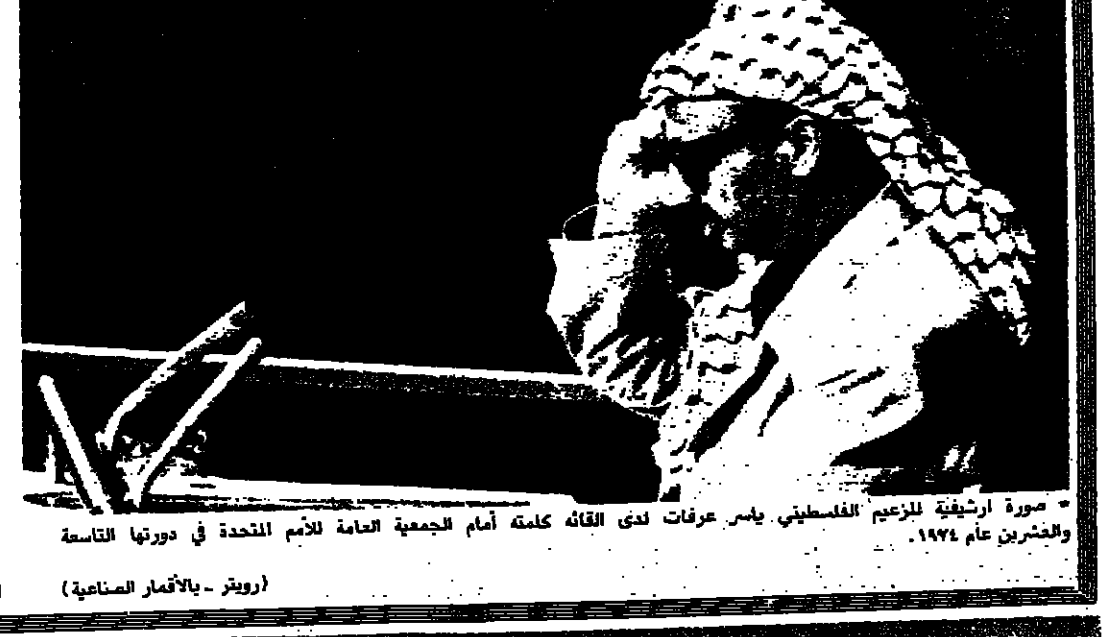 * صورة ارشيفية للزعيم الفلسطيني ياسر عرفات لدى القائه كلمته أمام الجمعية العامة للأمم المتحدة في دورتها التاسعة
والعشرين عام ١٩٧٤.
(رويتر ـ بالأقمار الصناعية)